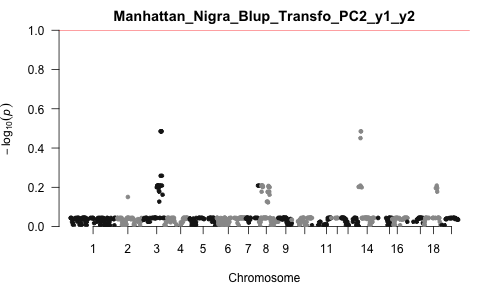 Manhattan_Nigra_Blup_Transfo_PC2_y1_y2
1.0
0.8
0.6
0.4
0.2
0.0
− log10(p)
1 2 3 4 5 6 7 8 9 11 14 16 18
Chromosome